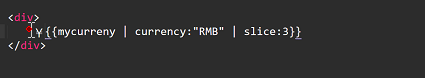 <div>
¥{{mycurreny | currency:"RMB" | slice:3}}
</div>